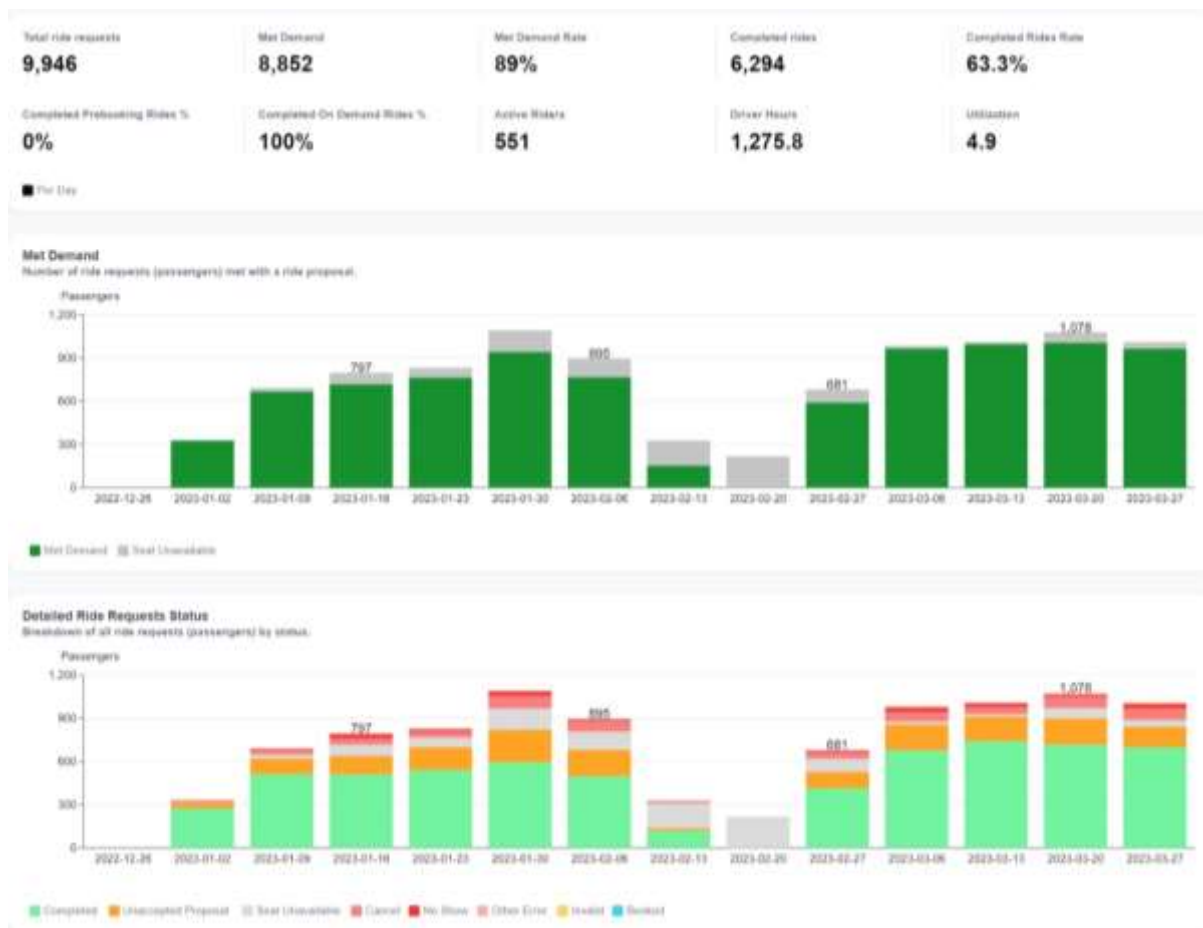 Total ride requests Met Demand Met Demand Rate Completed rides Completed Rides Rate
9,946 8,852 89% 6,294 63.3%
Completed Prebooking Rides % Completed On Demand Rides % Active Riders Driver Hours Utilization
0% 100% 551 1,275.8 4.9
Per Day
Met Demand
Number of ride requests (passengers) met with a ride proposal.
Passengers
1,200
1,078
900
895
797
681
600
300
0
2022-12-26 2023-01-02 2023-01-09 2023-01-16 2023-01-23 2023-01-30 2023-02-06 2023-02-13 2023-02-20 2023-02-27 2023-03-06 2023-03-13 2023-03-20 2023-03-27
Met Demand Seat Unavailable
Detailed Ride Requests Status
Breakdown of all ride requests (passengers) by status.
Passengers
1,200
1,078
900
895
797
681
600
300
0
2022-12-26 2023-01-02 2023-01-09 2023-01-16 2023-01-23 2023-01-30 2023-02-06 2023-02-13 2023-02-20 2023-02-27 2023-03-06 2023-03-13 2023-03-20 2023-03-27
Completed Unaccepted Proposal Seat Unavailable Cancel No Show Other Error Invalid Booked